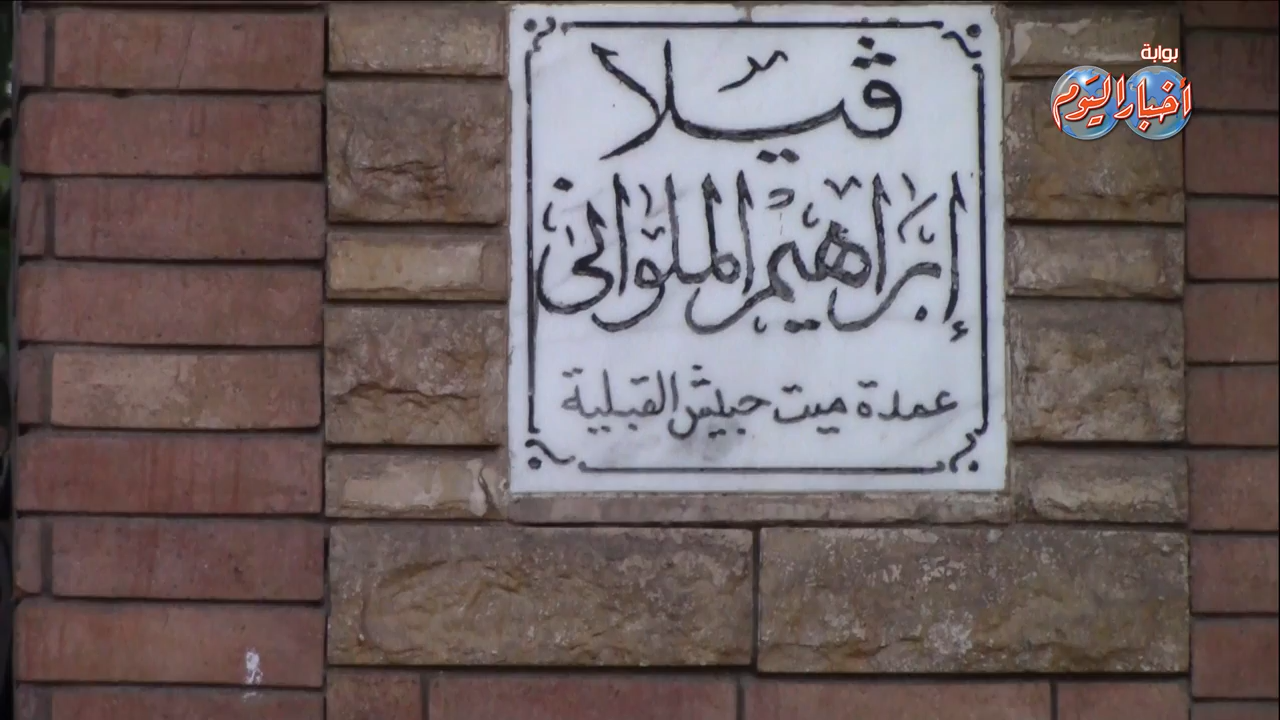 بوابة
أخبار اليوم
ڤيلا
إبراهيم الملوانى
عمدة ميت حبيش القبلية